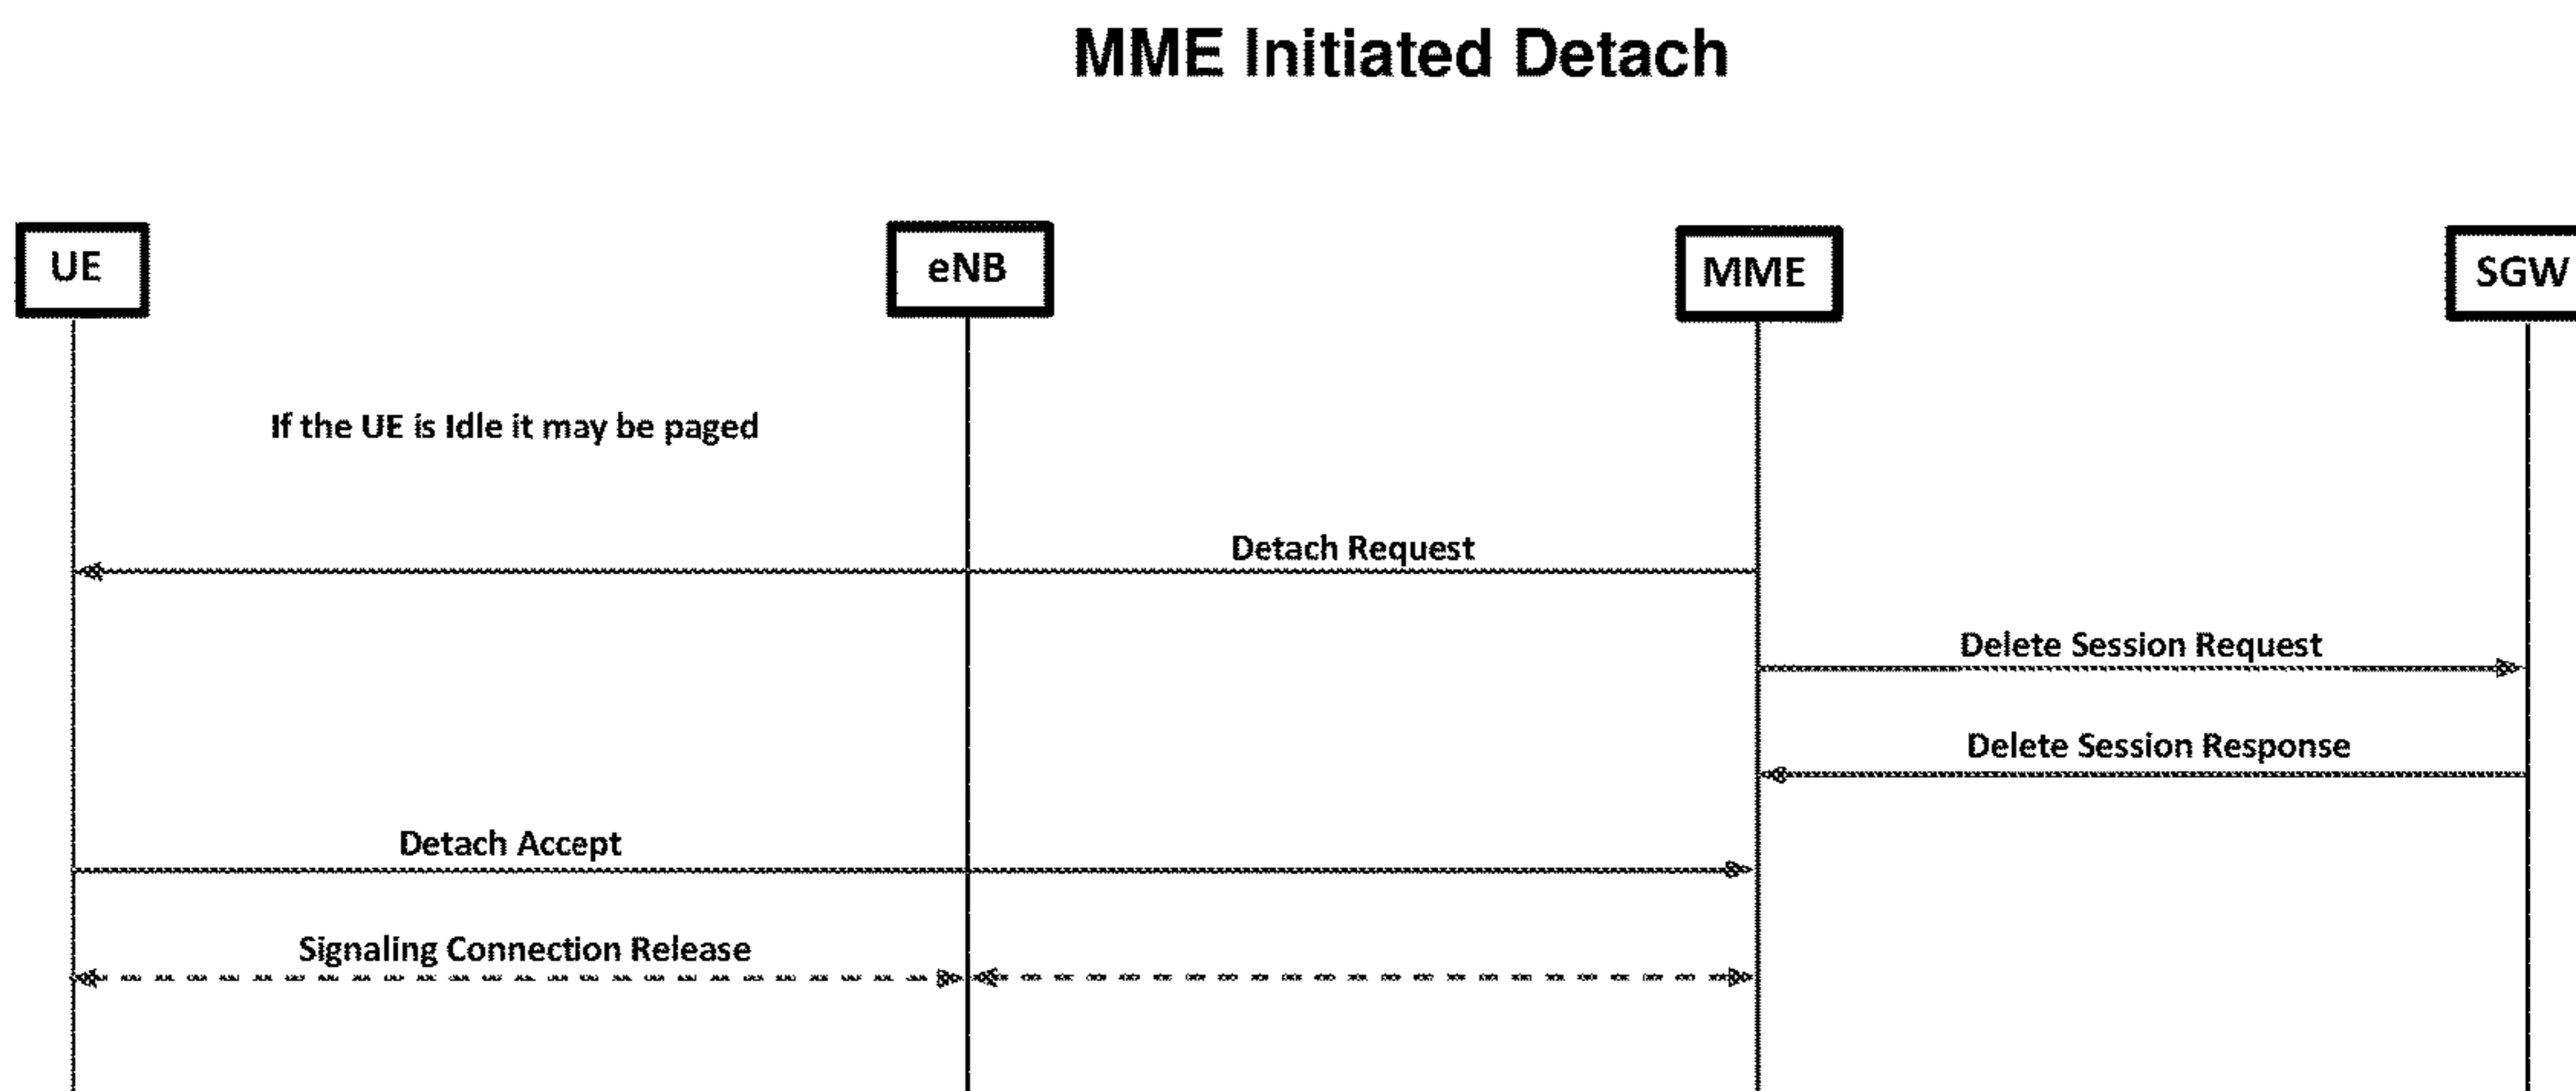 MME Initiated Detach
UE
eNB
MME
SGW
If the UE is Idle it may be paged
Detach Request
Delete Session Request
Delete Session Response
Detach Accept
Signaling Connection Release